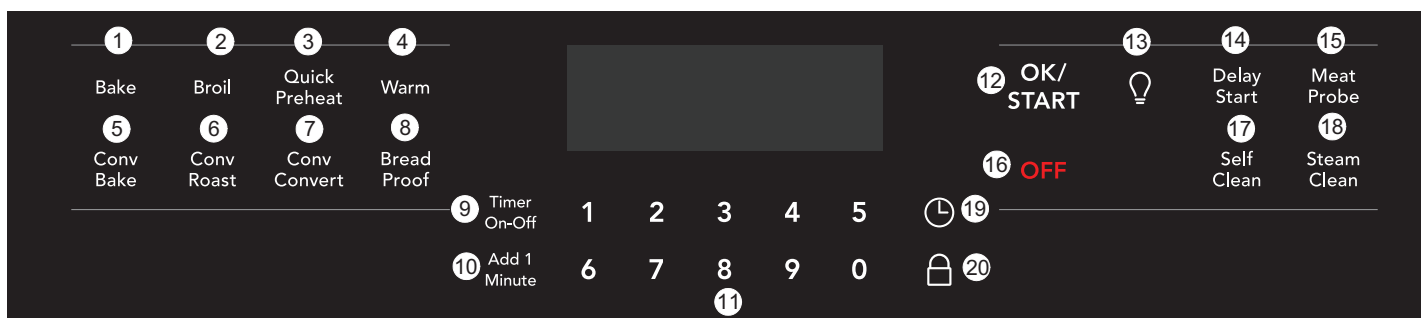 1 2 3 4
Bake Broil Quick Preheat Warm
5 6 7 8
Conv Bake Conv Roast Conv Convert Bread Proof
9 Timer On-Off 1 2 3 4 5
10 Add 1 Minute 6 7 8 9 0
11
13 14 15
12 OK/ START Delay Start Meat Probe
17 18
16 OFF Self Clean Steam Clean
19
20